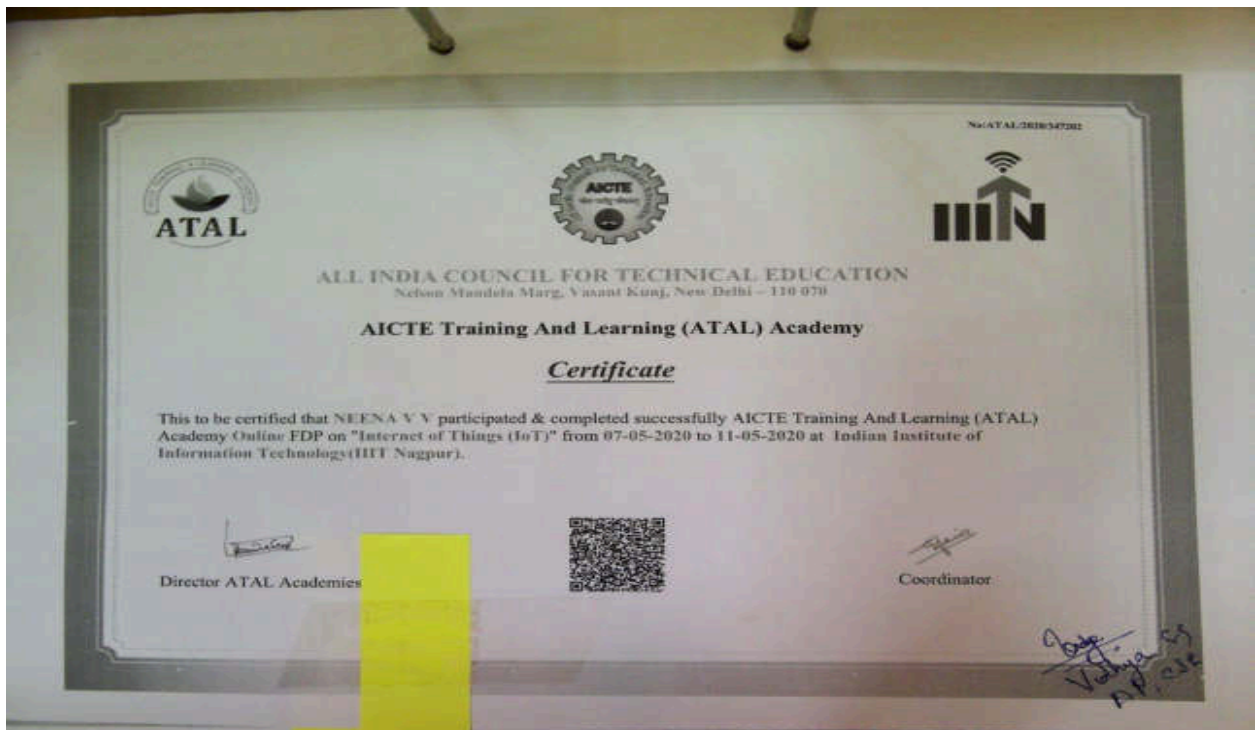 No:ATAL/2020/347202
ATAL
AICTE
IIITN
ALL INDIA COUNCIL FOR TECHNICAL EDUCATION
Nelson Mandela Marg, Vasant Kunj, New Delhi – 110 070
AICTE Training And Learning (ATAL) Academy
Certificate
This to be certified that NEENA V V participated & completed successfully AICTE Training And Learning (ATAL)
Academy Online FDP on "Internet of Things (IoT)" from 07-05-2020 to 11-05-2020 at Indian Institute of
Information Technology(IIIT Nagpur).
Director ATAL Academies
Coordinator
AP, CSE